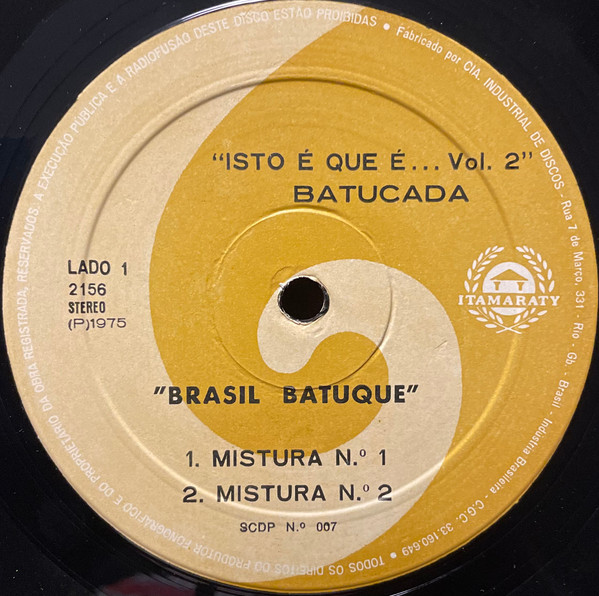 "ISTO É QUE É... Vol. 2"
BATUCADA
LADO 1
2156
STEREO
(P)1975
ITAMARATY
"BRASIL BATUQUE"
1. MISTURA N.º 1
2. MISTURA N.º 2
SCDP N.º 007
• TODOS OS DIREITOS DO PRODUTOR FONOGRÁFICO E DO PROPRIETÁRIO DA OBRA REGISTRADA, RESERVADOS. A EXECUÇÃO PÚBLICA E A RADIOFUSÃO DESTE DISCO ESTÃO PROIBIDAS • Fabricado por CIA. INDUSTRIAL DE DISCOS - Rua 7 de Março, 331 - Rio - Gb. - Brasil - Industria Brasileira - C.G.C. 33.160.649